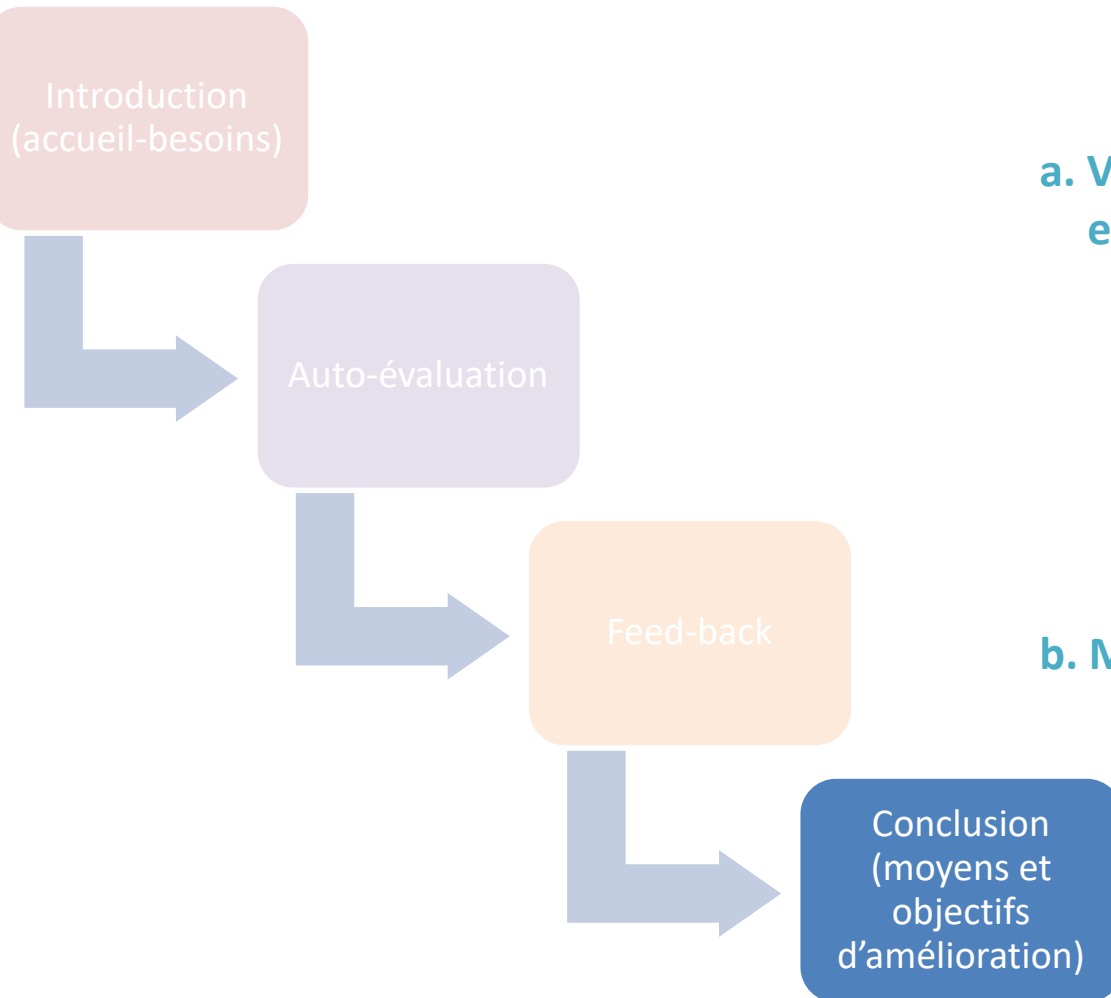 Introduction
(accueil-besoins)
a.
Auto-évaluation
Feed-back
b.
Conclusion
(moyens et
objectifs
d’amélioration)